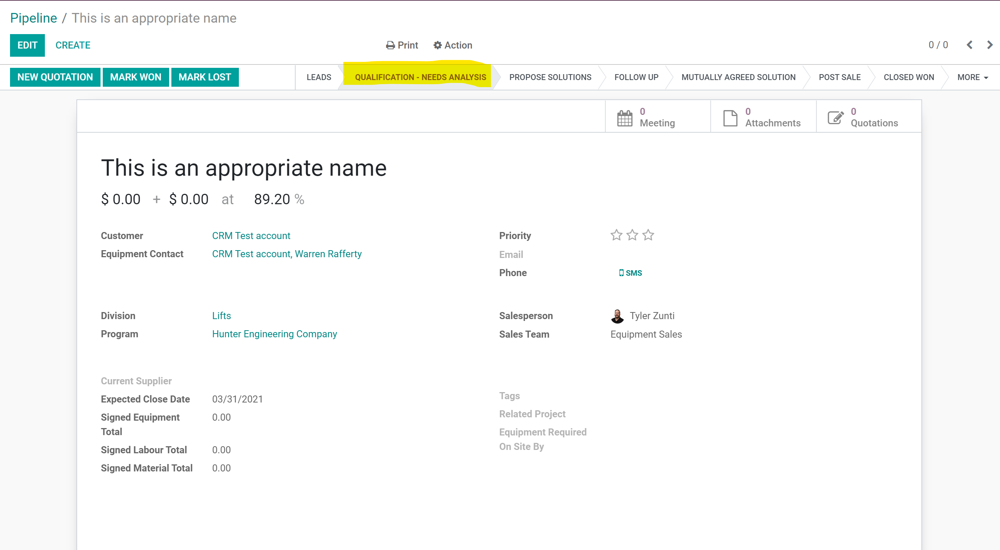 Pipeline / This is an appropriate name
EDIT CREATE Print Action 0 / 0
NEW QUOTATION MARK WON MARK LOST LEADS QUALIFICATION - NEEDS ANALYSIS PROPOSE SOLUTIONS FOLLOW UP MUTUALLY AGREED SOLUTION POST SALE CLOSED WON MORE
0 0 0
Meeting Attachments Quotations
This is an appropriate name
$ 0.00 + $ 0.00 at 89.20 %
Customer CRM Test account
Equipment Contact CRM Test account, Warren Rafferty
Priority
Email
Phone SMS
Division Lifts
Program Hunter Engineering Company
Salesperson Tyler Zunti
Sales Team Equipment Sales
Current Supplier
Expected Close Date 03/31/2021
Signed Equipment 0.00
Total
Signed Labour Total 0.00
Signed Material Total 0.00
Tags
Related Project
Equipment Required
On Site By